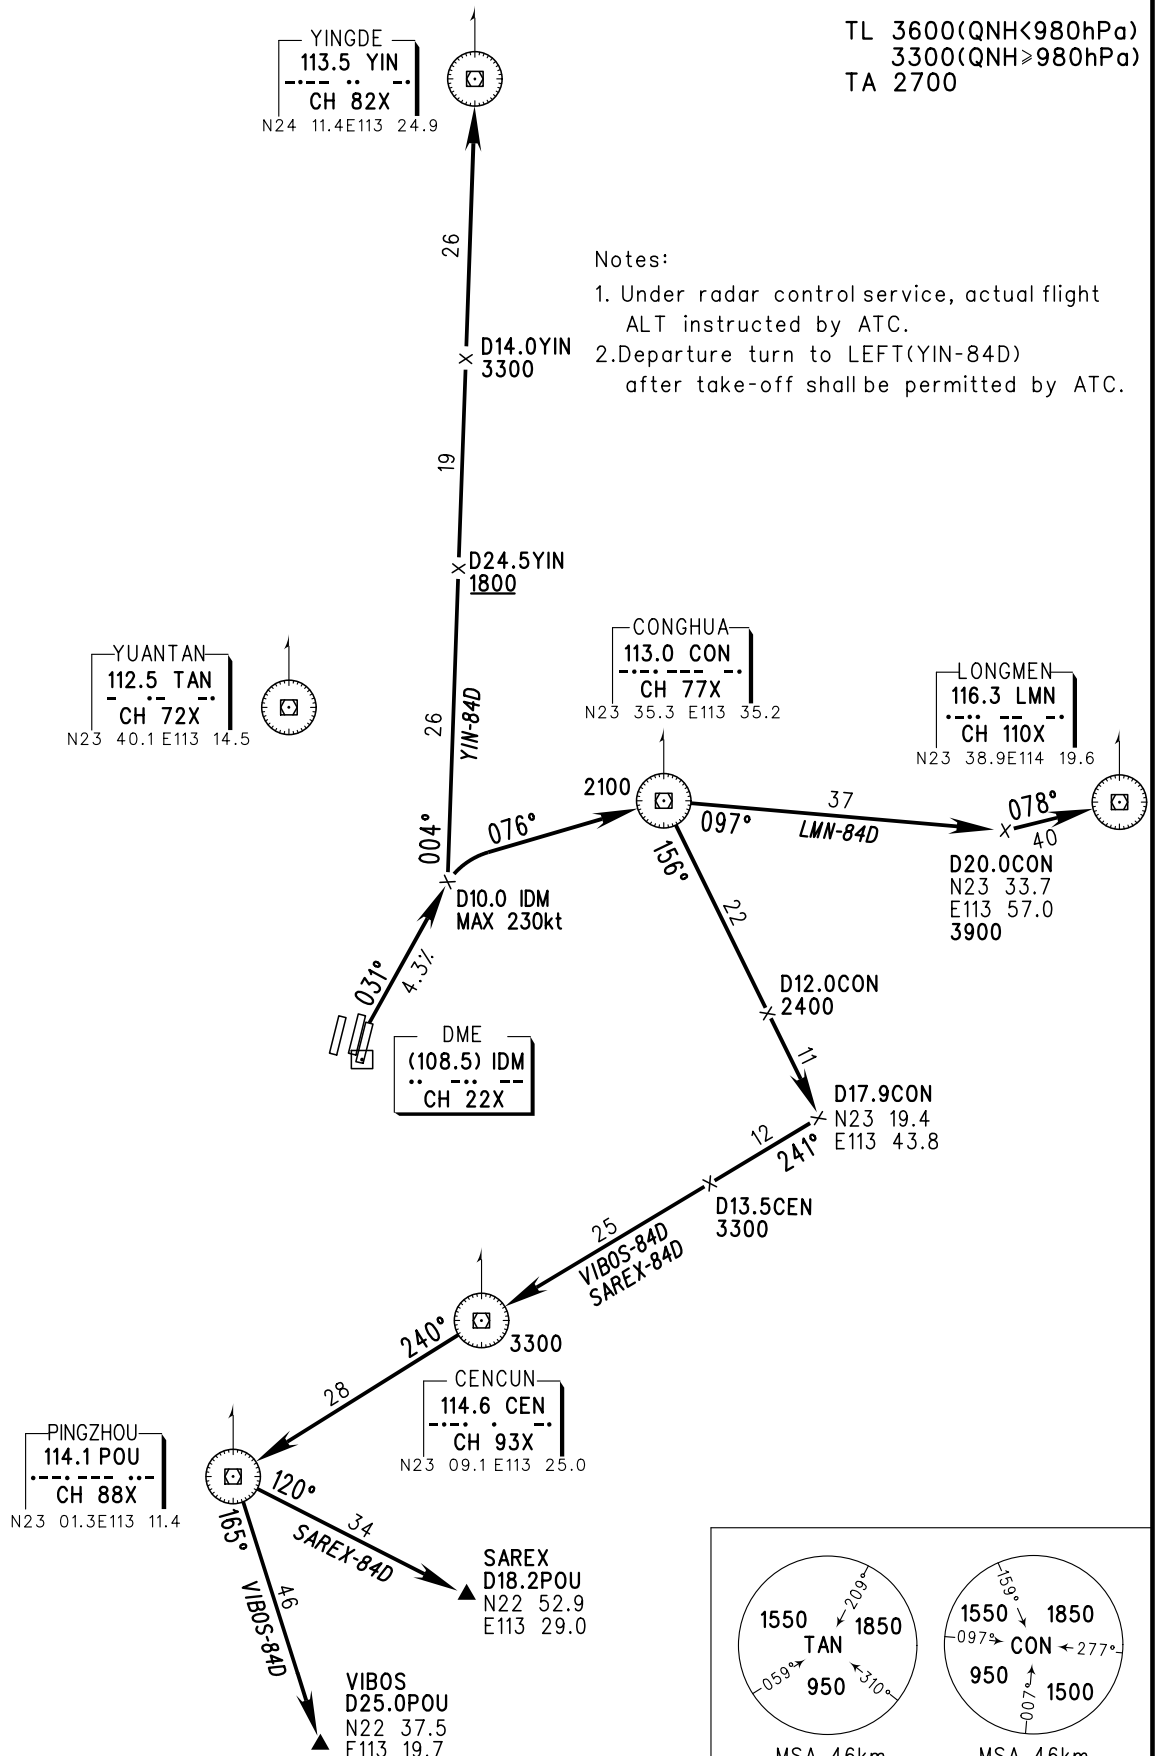 TL 3600(QNH<980hPa)
3300(QNH⩾980hPa)
TA 2700
YINGDE
113.5 YIN
CH 82X
N24 11.4E113 24.9
26
Notes:
1. Under radar control service, actual flight
ALT instructed by ATC.
2.Departure turn to LEFT(YIN-84D)
after take-off shall be permitted by ATC.
D14.0YIN
3300
19
D24.5YIN
1800
YUANTAN
112.5 TAN
CH 72X
N23 40.1 E113 14.5
26
YIN-84D
004°
CONGHUA
113.0 CON
CH 77X
N23 35.3 E113 35.2
LONGMEN
116.3 LMN
CH 110X
N23 38.9E114 19.6
2100
076°
097°
37
LMN-84D
078°
40
D20.0CON
N23 33.7
E113 57.0
3900
156°
22
D10.0 IDM
MAX 230kt
031°
4.3%
DME
(108.5) IDM
CH 22X
D12.0CON
2400
11
D17.9CON
N23 19.4
E113 43.8
12
241°
D13.5CEN
3300
25
VIBOS-84D
SAREX-84D
240°
3300
28
CENCUN
114.6 CEN
CH 93X
N23 09.1 E113 25.0
PINGZHOU
114.1 POU
CH 88X
N23 01.3E113 11.4
120°
34
SAREX-84D
165°
46
VIBOS-84D
SAREX
D18.2POU
N22 52.9
E113 29.0
VIBOS
D25.0POU
N22 37.5
E113 19.7
209°
1550
1850
TAN
059°
310°
950
MSA 46km
159°
1550
1850
097°
CON
277°
950
1500
007°
MSA 46km